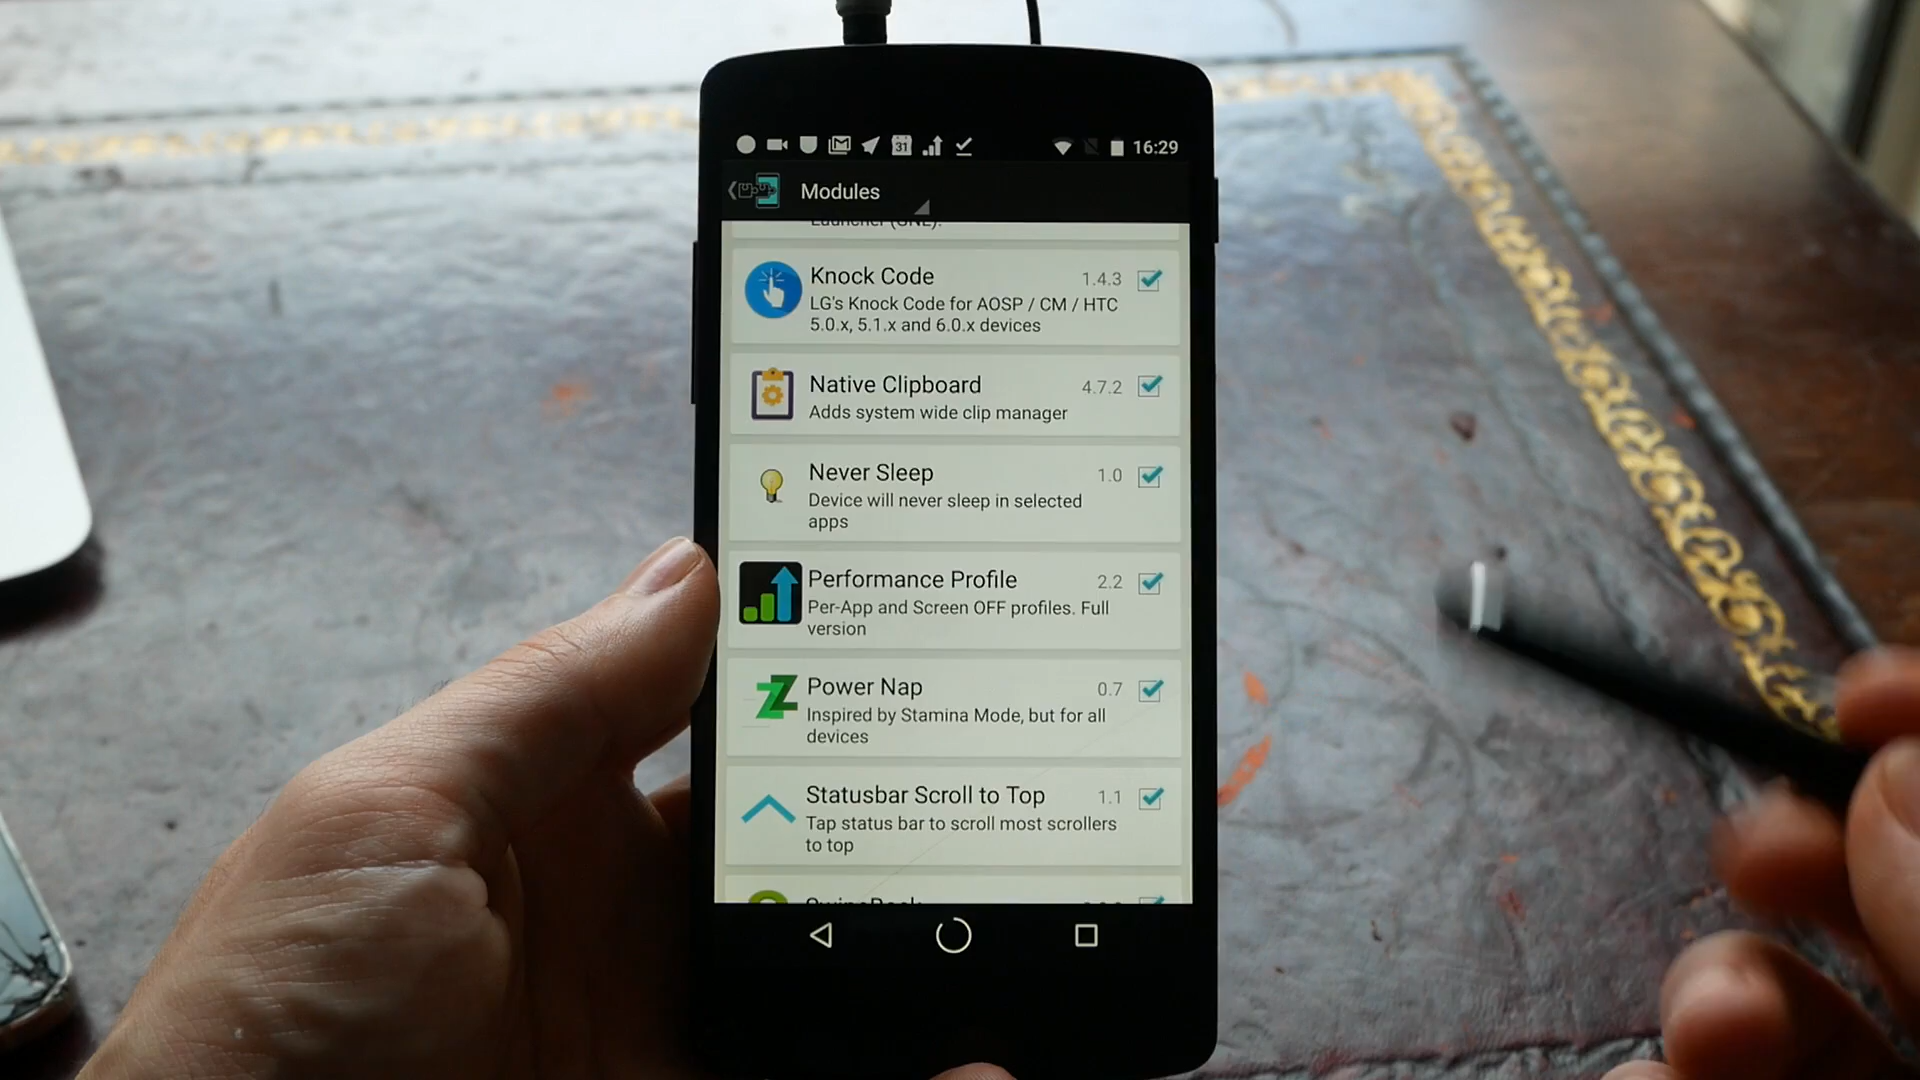 31 16:29
Modules
Launcher (GNL).
Knock Code 1.4.3
LG's Knock Code for AOSP / CM / HTC
5.0.x, 5.1.x and 6.0.x devices
Native Clipboard 4.7.2
Adds system wide clip manager
Never Sleep 1.0
Device will never sleep in selected
apps
Performance Profile 2.2
Per-App and Screen OFF profiles. Full
version
Power Nap 0.7
Inspired by Stamina Mode, but for all
devices
Statusbar Scroll to Top 1.1
Tap status bar to scroll most scrollers
to top